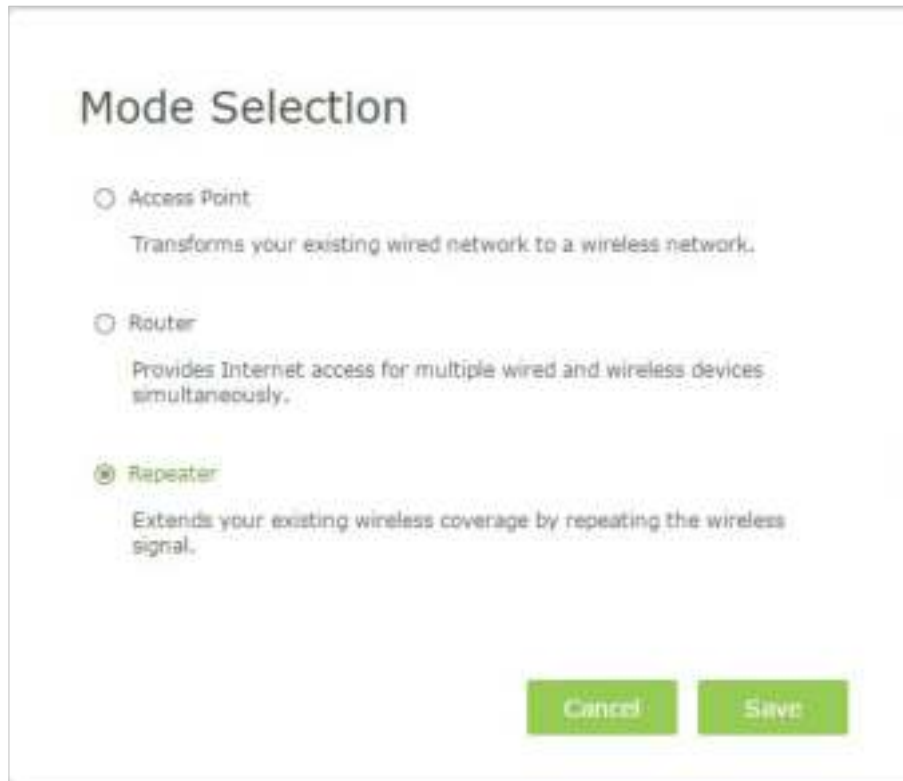 Mode Selection
Access Point
Transforms your existing wired network to a wireless network.
Router
Provides Internet access for multiple wired and wireless devices
simultaneously.
Repeater
Extends your existing wireless coverage by repeating the wireless
signal.
Cancel
Save